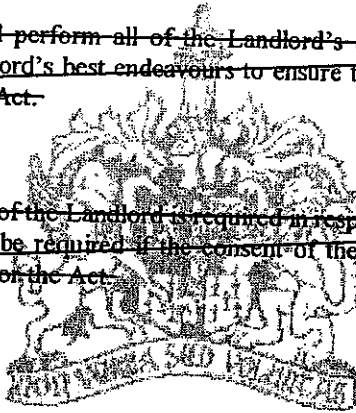 perform all of the Landlord's
ord's best endeavours to ensure t
Act.
of the Landlord is required in resp
be required if the consent of the
of the Act.